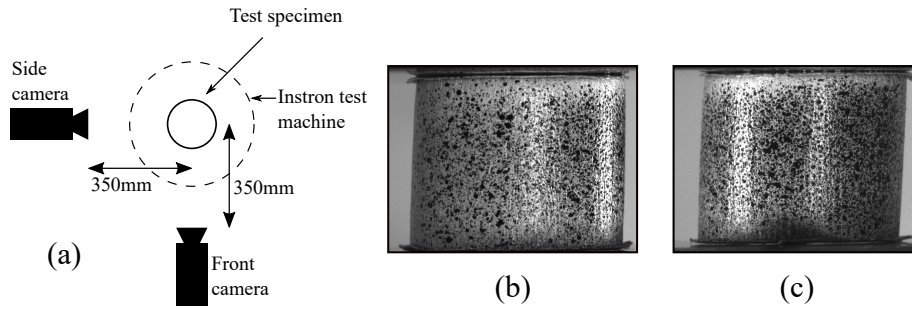 Test specimen
Side
camera
Instron test
machine
350mm
350mm
(a)
Front
camera
(b)
(c)